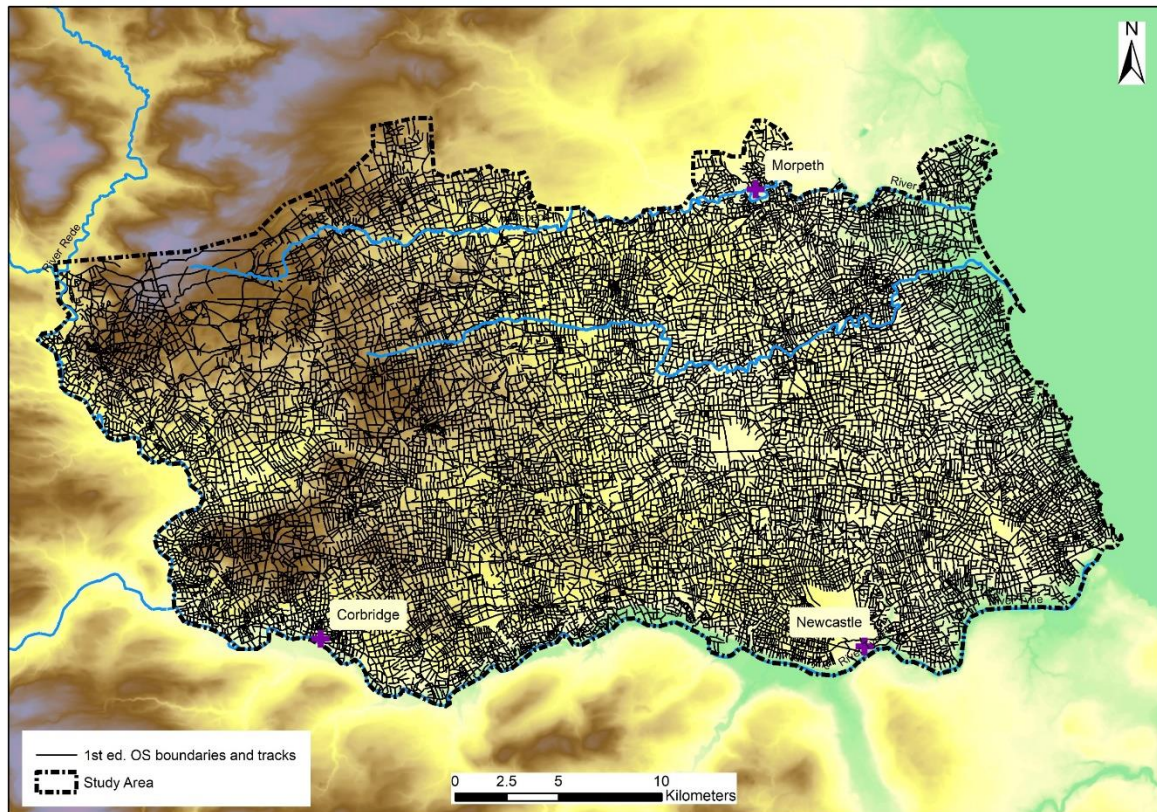 N
Morpeth
River
River Rede
Corbridge
Newcastle
River
1st ed. OS boundaries and tracks
Study Area
0 2.5 5 10
Kilometers